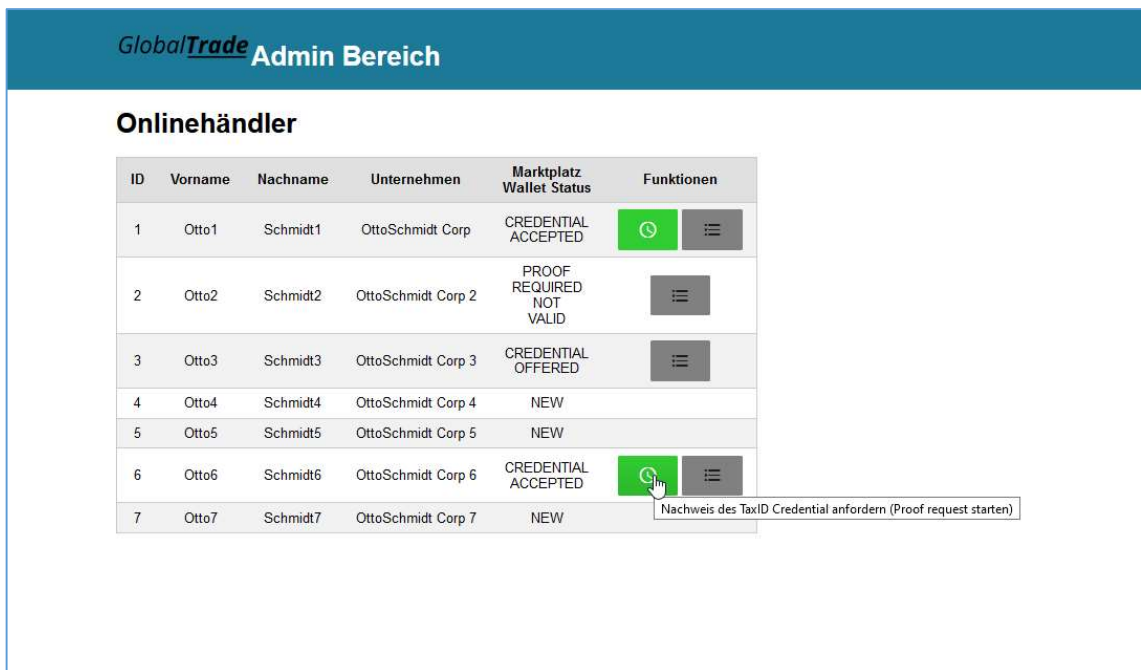 GlobalTrade Admin Bereich
Onlinehändler
ID Vorname Nachname Unternehmen Marktplatz Wallet Status Funktionen
1 Otto1 Schmidt1 OttoSchmidt Corp CREDENTIAL ACCEPTED
2 Otto2 Schmidt2 OttoSchmidt Corp 2 PROOF REQUIRED NOT VALID
3 Otto3 Schmidt3 OttoSchmidt Corp 3 CREDENTIAL OFFERED
4 Otto4 Schmidt4 OttoSchmidt Corp 4 NEW
5 Otto5 Schmidt5 OttoSchmidt Corp 5 NEW
6 Otto6 Schmidt6 OttoSchmidt Corp 6 CREDENTIAL ACCEPTED
Nachweis des TaxID Credential anfordern (Proof request starten)
7 Otto7 Schmidt7 OttoSchmidt Corp 7 NEW